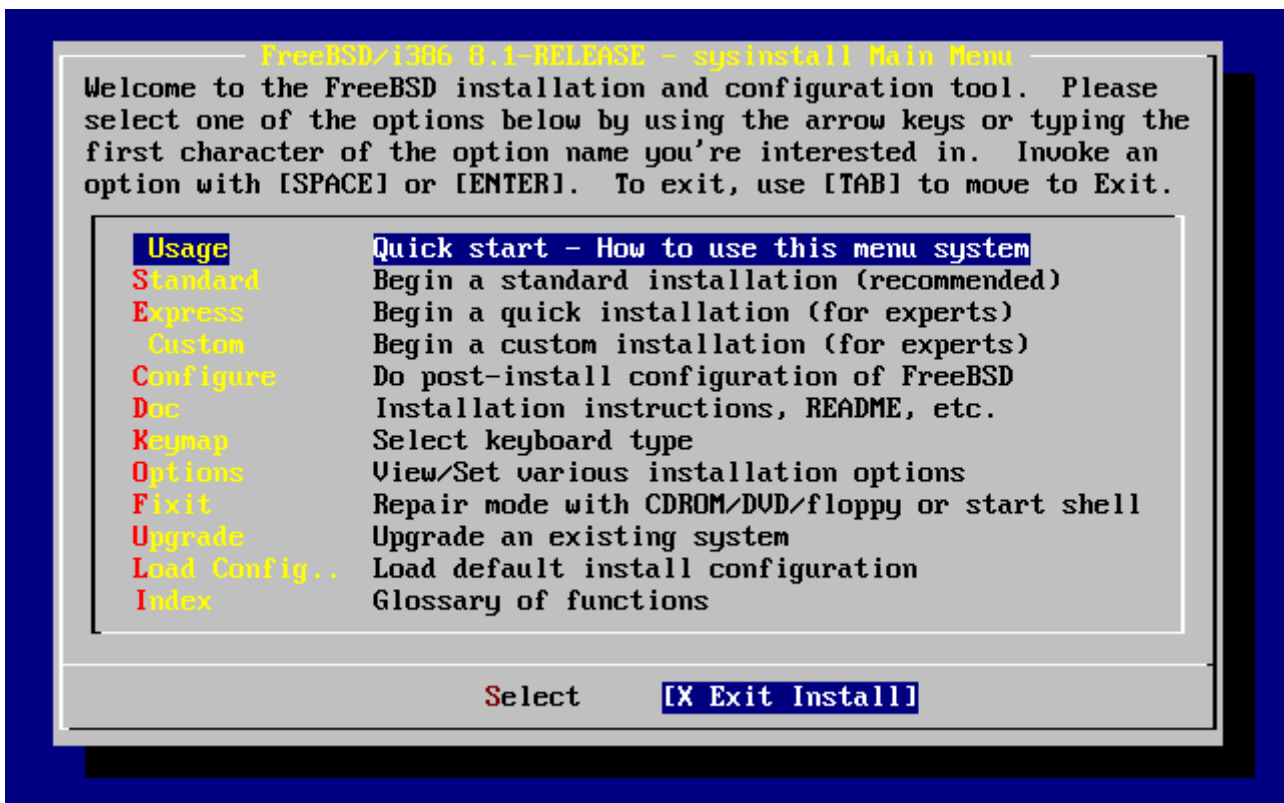 FreeBSD/i386 8.1-RELEASE - sysinstall Main Menu
Welcome to the FreeBSD installation and configuration tool.  Please
select one of the options below by using the arrow keys or typing the
first character of the option name you're interested in.  Invoke an
option with [SPACE] or [ENTER].  To exit, use [TAB] to move to Exit.
Usage Quick start - How to use this menu system
Standard Begin a standard installation (recommended)
Express Begin a quick installation (for experts)
Custom Begin a custom installation (for experts)
Configure Do post-install configuration of FreeBSD
Doc Installation instructions, README, etc.
Keymap Select keyboard type
Options View/Set various installation options
Fixit Repair mode with CDROM/DVD/floppy or start shell
Upgrade Upgrade an existing system
Load Config.. Load default install configuration
Index Glossary of functions
Select [X Exit Install]